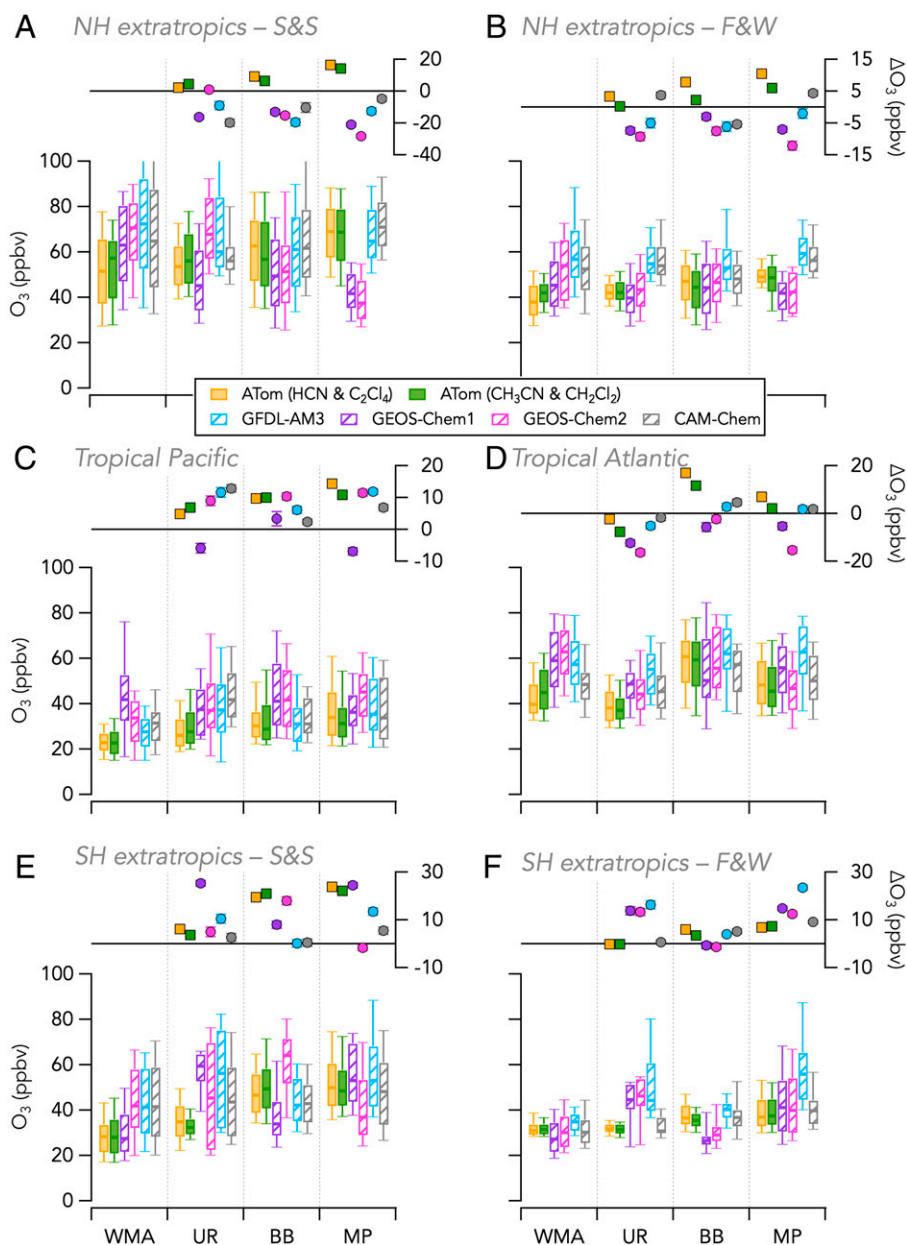 A NH extratropics – S&S
B NH extratropics – F&W
20
0
-20
-40
15
5
-5
-15
ΔO₃ (ppbv)
100
80
60
40
20
0
O₃ (ppbv)
ATom (HCN & C₂Cl₄) ATom (CH₃CN & CH₂Cl₂)
GFDL-AM3 GEOS-Chem1 GEOS-Chem2 CAM-Chem
C Tropical Pacific
D Tropical Atlantic
20
10
0
-10
20
0
-20
ΔO₃ (ppbv)
100
80
60
40
20
0
O₃ (ppbv)
E SH extratropics – S&S
F SH extratropics – F&W
30
10
-10
30
10
-10
ΔO₃ (ppbv)
100
80
60
40
20
0
O₃ (ppbv)
WMA UR BB MP
WMA UR BB MP